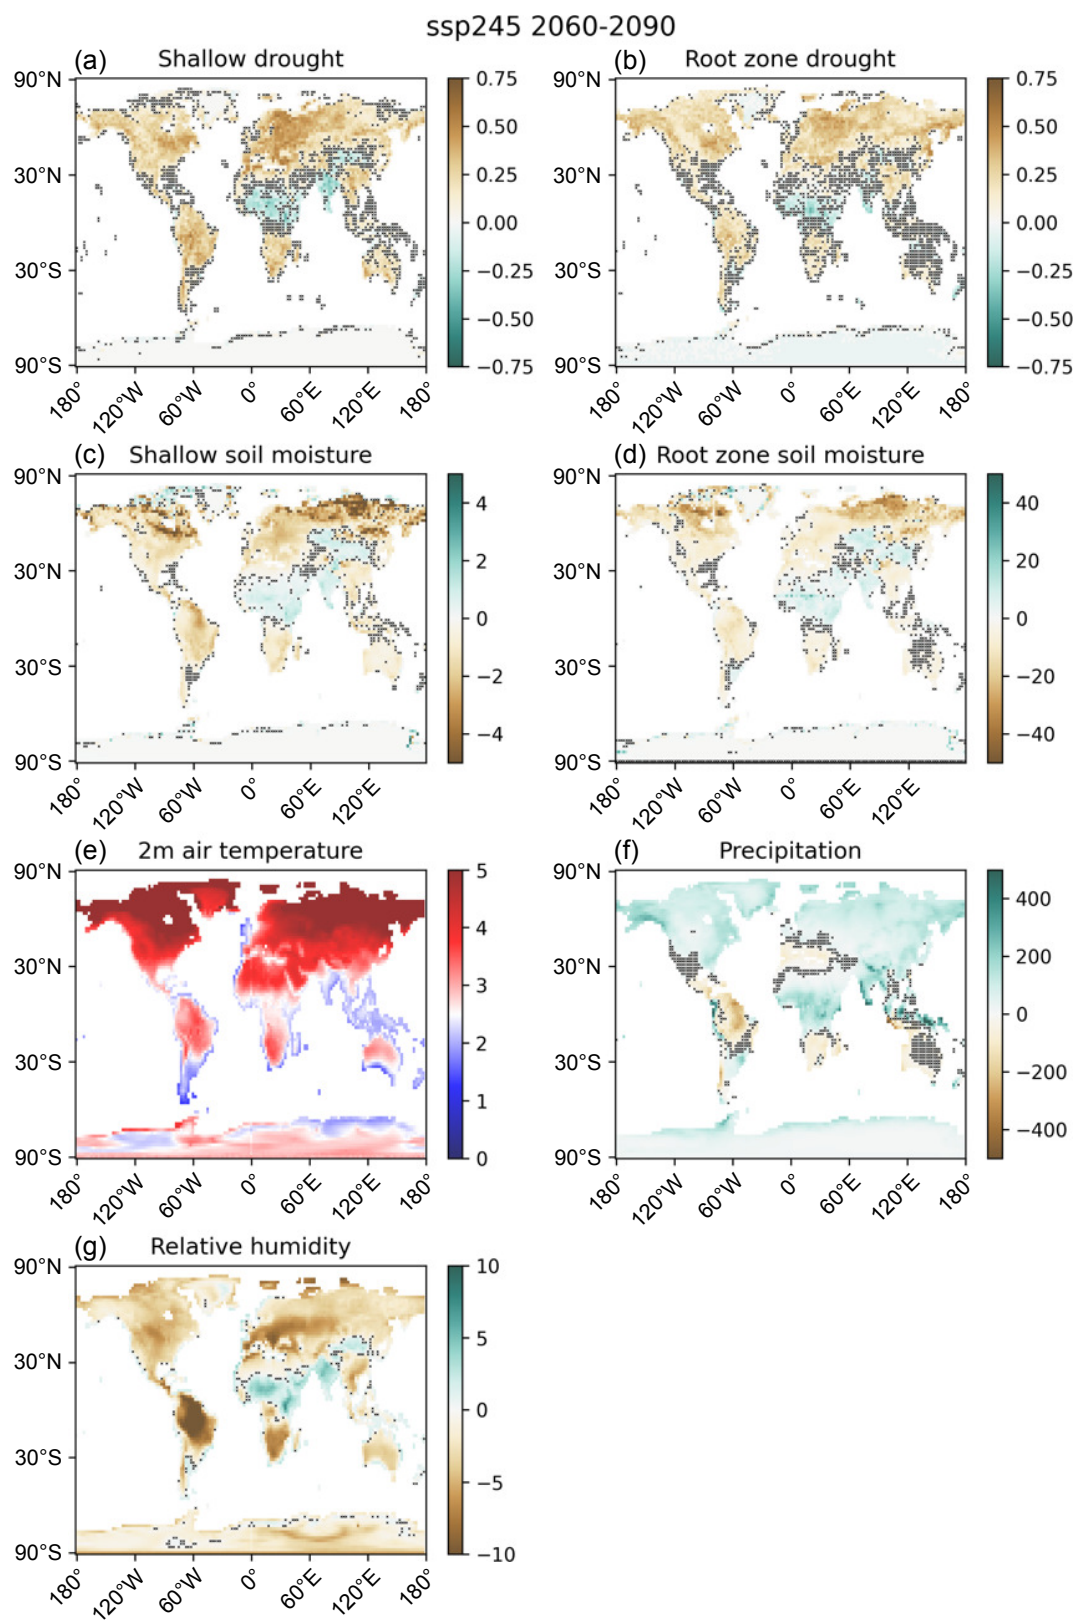 ssp245 2060-2090
(a) Shallow drought
90°N
30°N
30°S
90°S
180° 120°W 60°W 0° 60°E 120°E 180°
0.75
0.50
0.25
0.00
−0.25
−0.50
−0.75
(b) Root zone drought
90°N
30°N
30°S
90°S
180° 120°W 60°W 0° 60°E 120°E 180°
0.75
0.50
0.25
0.00
−0.25
−0.50
−0.75
(c) Shallow soil moisture
90°N
30°N
30°S
90°S
180° 120°W 60°W 0° 60°E 120°E
4
2
0
−2
−4
(d) Root zone soil moisture
90°N
30°N
30°S
90°S
180° 120°W 60°W 0° 60°E 120°E
40
20
0
−20
−40
(e) 2m air temperature
90°N
30°N
30°S
90°S
180° 120°W 60°W 0° 60°E 120°E 180°
5
4
3
2
1
0
(f) Precipitation
90°N
30°N
30°S
90°S
180° 120°W 60°W 0° 60°E 120°E 180°
400
200
0
−200
−400
(g) Relative humidity
90°N
30°N
30°S
90°S
180° 120°W 60°W 0° 60°E 120°E 180°
10
5
0
−5
−10